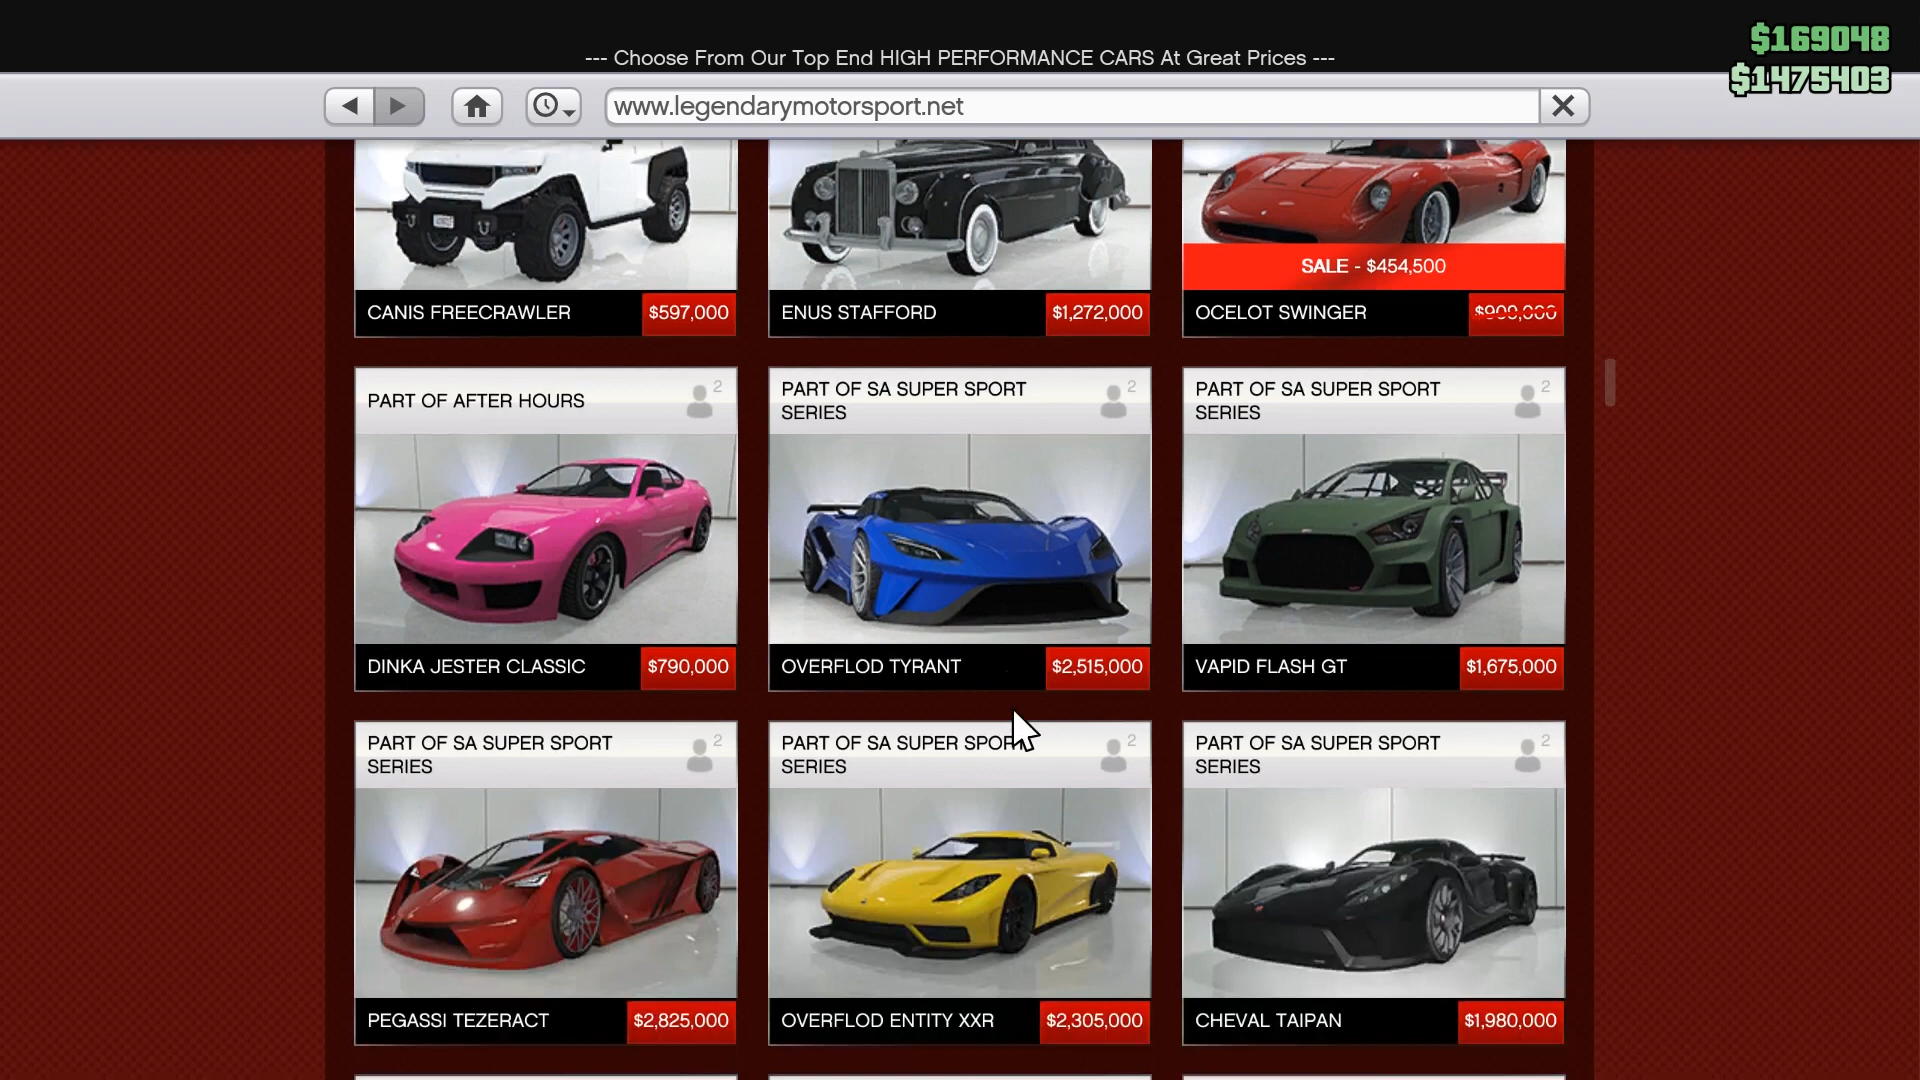 --- Choose From Our Top End HIGH PERFORMANCE CARS At Great Prices ---
$169048
$1475403
www.legendarymotorsport.net
SALE - $454,500
CANIS FREECRAWLER
$597,000
ENUS STAFFORD
$1,272,000
OCELOT SWINGER
$909,000
PART OF AFTER HOURS
2
PART OF SA SUPER SPORT
SERIES
2
PART OF SA SUPER SPORT
SERIES
2
DINKA JESTER CLASSIC
$790,000
OVERFLOD TYRANT
$2,515,000
VAPID FLASH GT
$1,675,000
PART OF SA SUPER SPORT
SERIES
2
PART OF SA SUPER SPORT
SERIES
2
PART OF SA SUPER SPORT
SERIES
2
PEGASSI TEZERACT
$2,825,000
OVERFLOD ENTITY XXR
$2,305,000
CHEVAL TAIPAN
$1,980,000